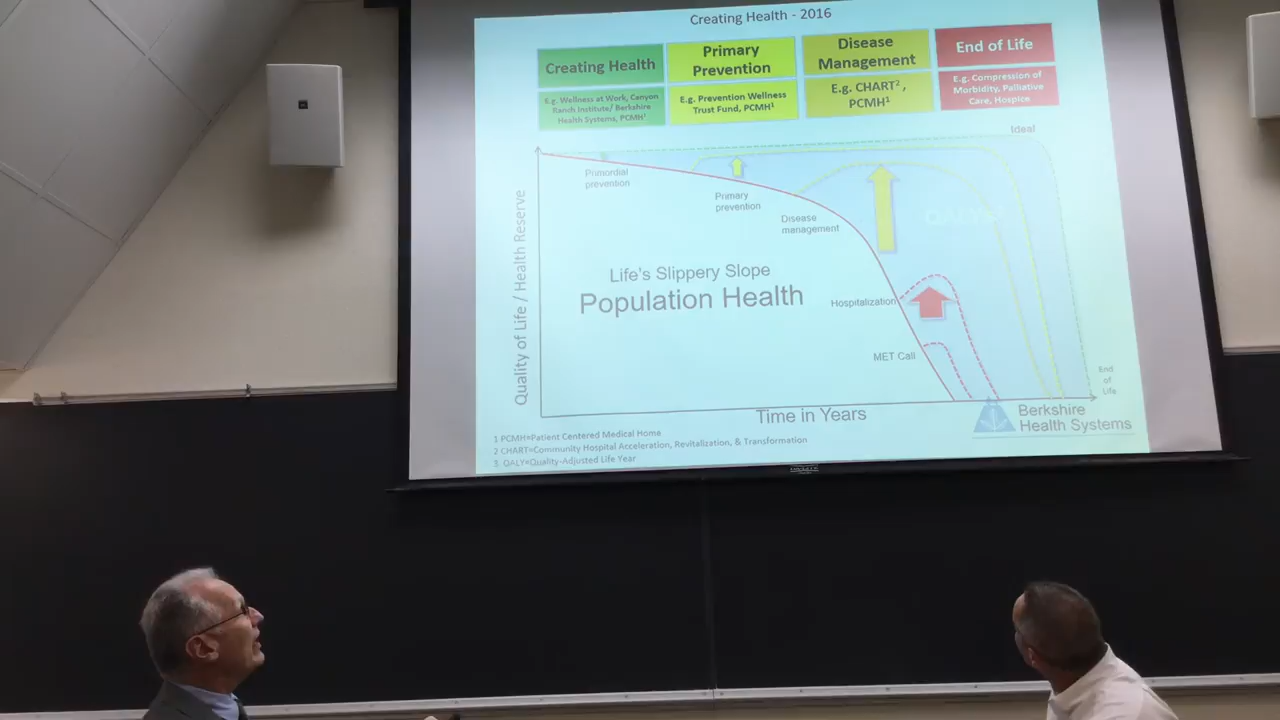 Creating Health - 2016
Creating Health
Primary
Prevention
Disease
Management
End of Life
E.g. Wellness at Work, Canyon
Ranch Institute/ Berkshire
Health Systems, PCMH¹
E.g. Prevention Wellness
Trust Fund, PCMH¹
E.g. CHART² ,
PCMH¹
E.g. Compression of
Morbidity, Palliative
Care, Hospice
Ideal
Primordial
prevention
Primary
prevention
Disease
management
Quality of Life / Health Reserve
Life's Slippery Slope
Population Health
Hospitalization
MET Call
End
of
Life
Time in Years
Berkshire
Health Systems
1 PCMH=Patient Centered Medical Home
2 CHART=Community Hospital Acceleration, Revitalization, & Transformation
3 QALY=Quality-Adjusted Life Year